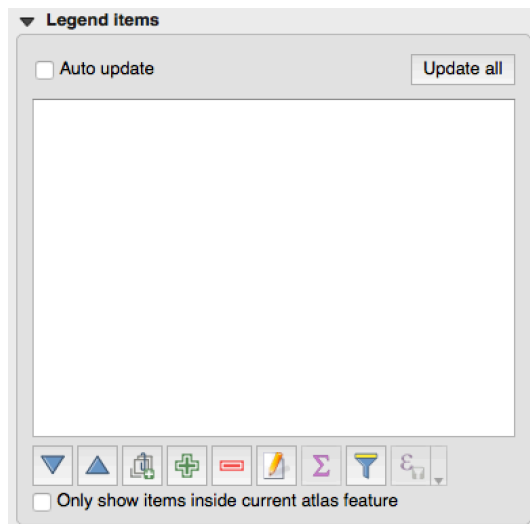 Legend items
Auto update
Update all
Σ
ε
Only show items inside current atlas feature